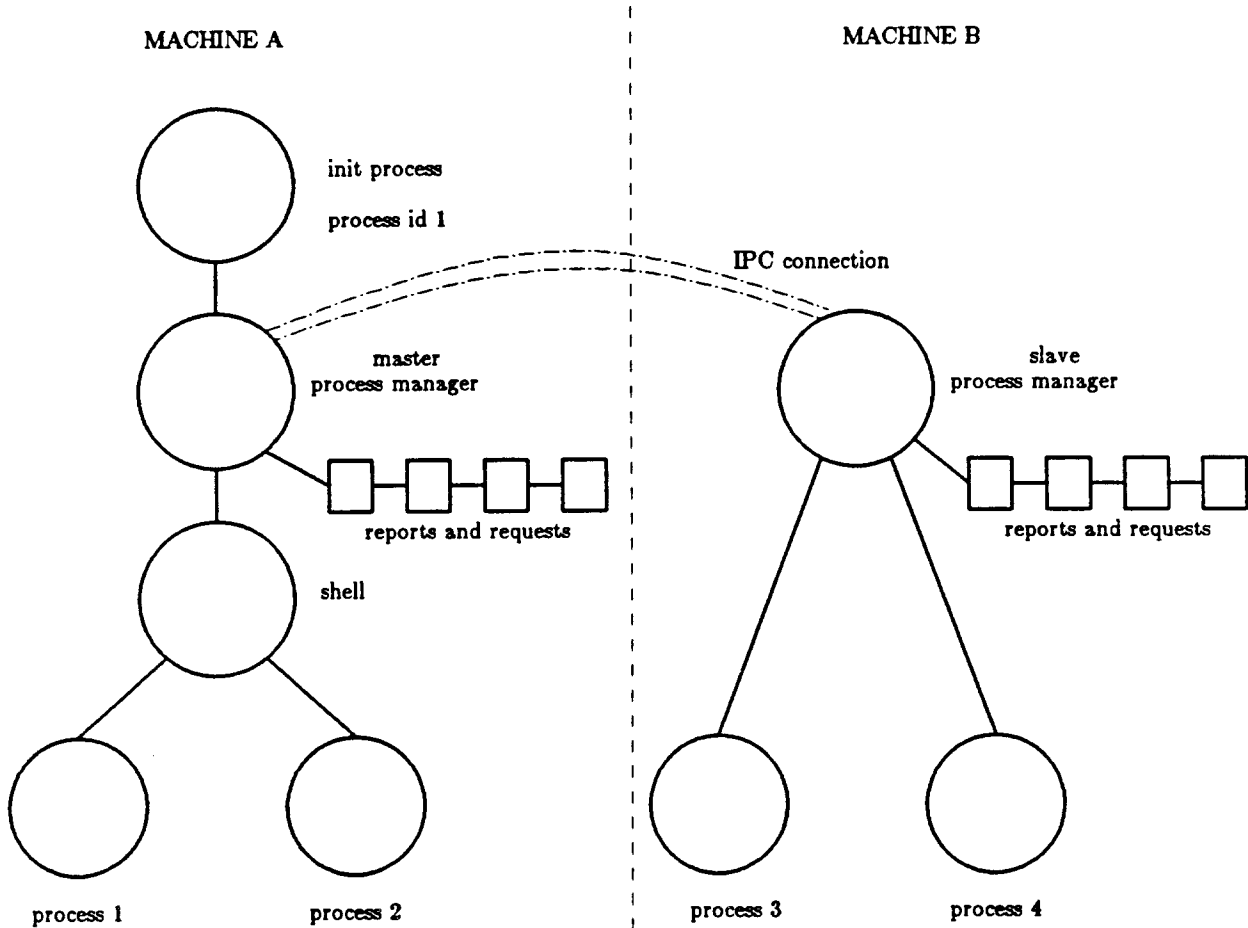 MACHINE A
MACHINE B
init process
process id 1
IPC connection
master
process manager
slave
process manager
reports and requests
reports and requests
shell
process 1
process 2
process 3
process 4